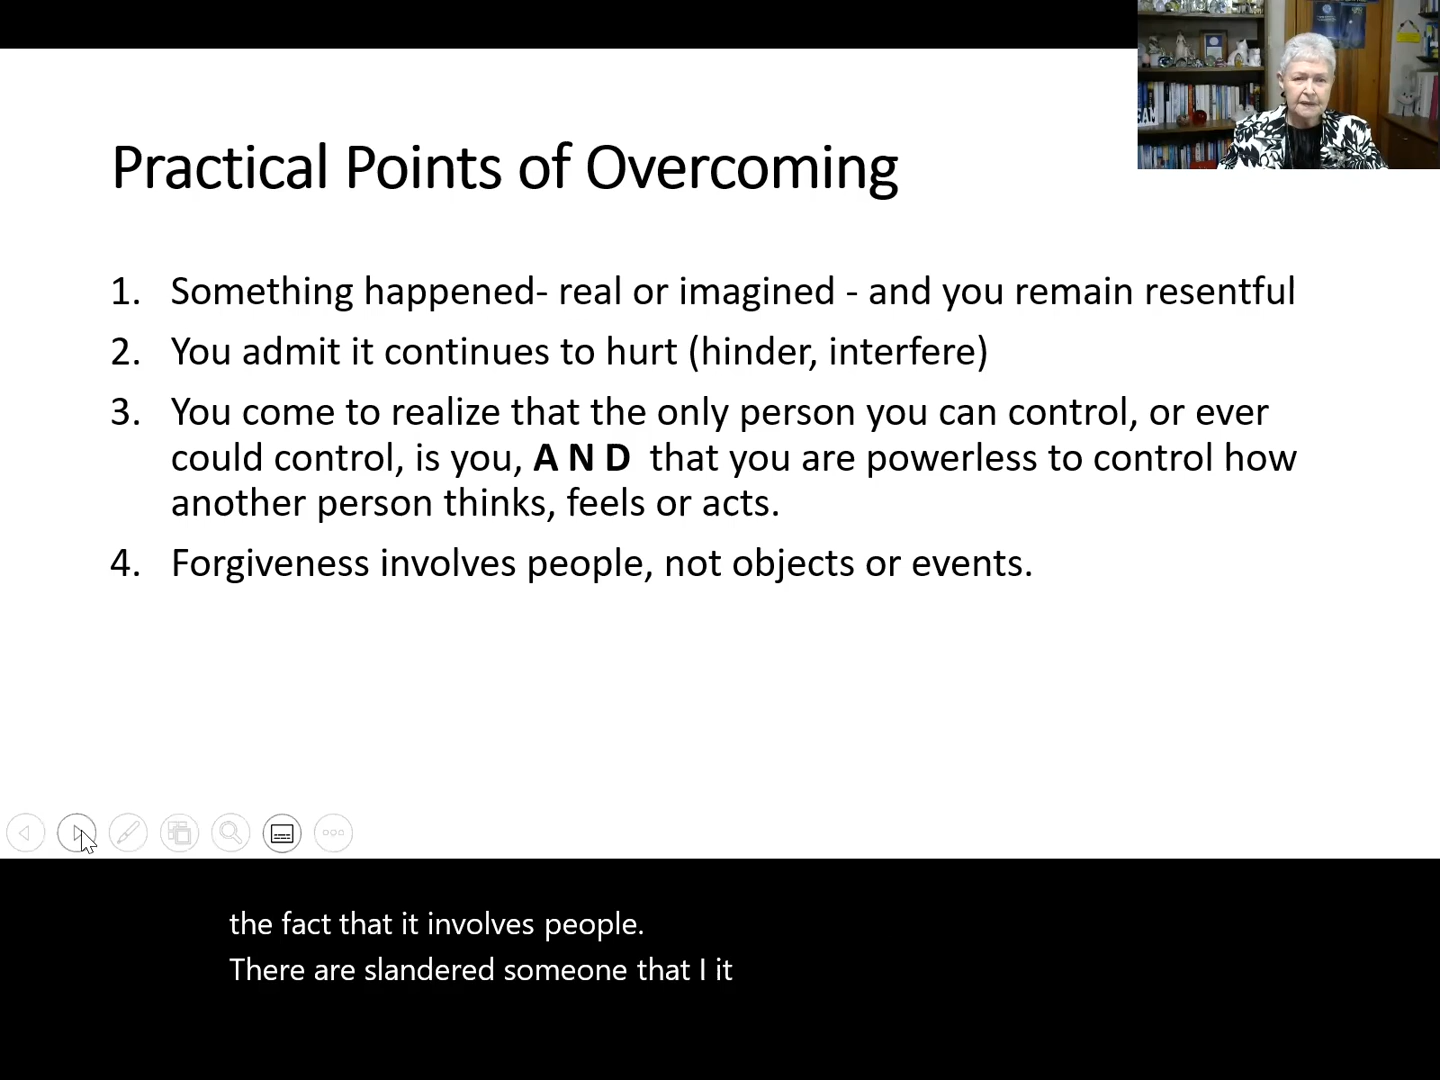 Practical Points of Overcoming
1. Something happened- real or imagined - and you remain resentful
2. You admit it continues to hurt (hinder, interfere)
3. You come to realize that the only person you can control, or ever
could control, is you, A N D that you are powerless to control how
another person thinks, feels or acts.
4. Forgiveness involves people, not objects or events.
the fact that it involves people.
There are slandered someone that I it